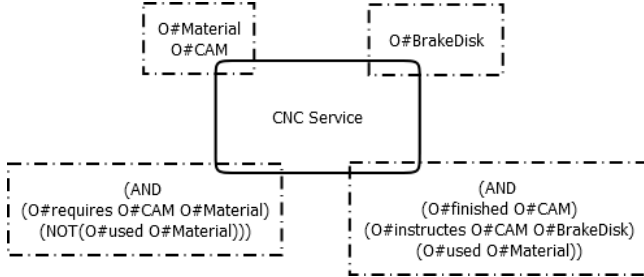 O#Material
O#CAM
O#BrakeDisk
CNC Service
(AND
(O#requires O#CAM O#Material)
(NOT(O#used O#Material)))
(AND
(O#finished O#CAM)
(O#instructes O#CAM O#BrakeDisk)
(O#used O#Material))